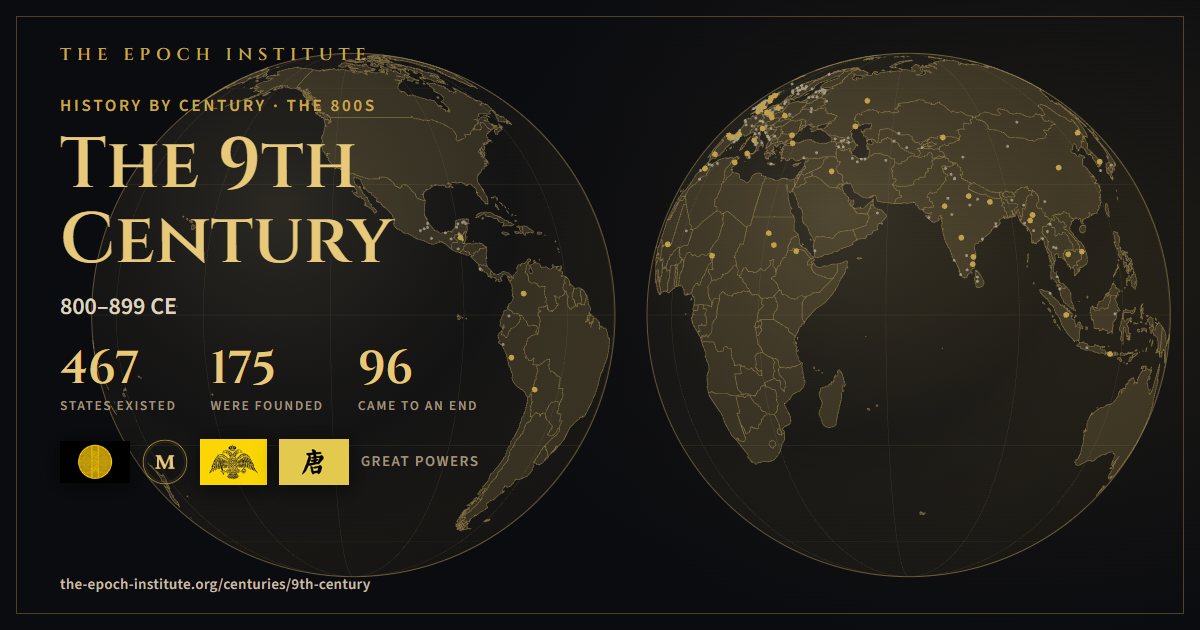 THE EPOCH INSTITUTE
HISTORY BY CENTURY · THE 800S
THE 9TH
CENTURY
800–899 CE
467 175 96
STATES EXISTED WERE FOUNDED CAME TO AN END
M 唐 GREAT POWERS
the-epoch-institute.org/centuries/9th-century